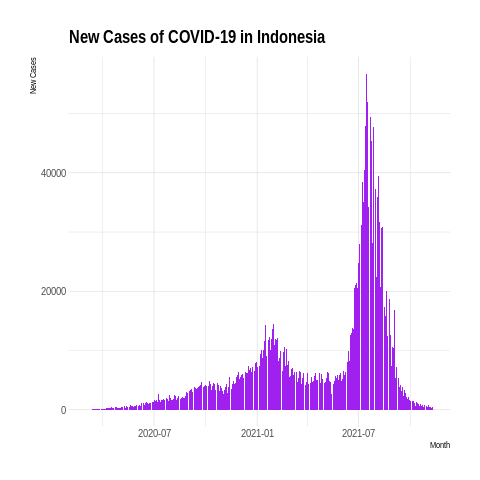 New Cases of COVID-19 in Indonesia
New Cases
40000
20000
0
2020-07
2021-01
2021-07
Month